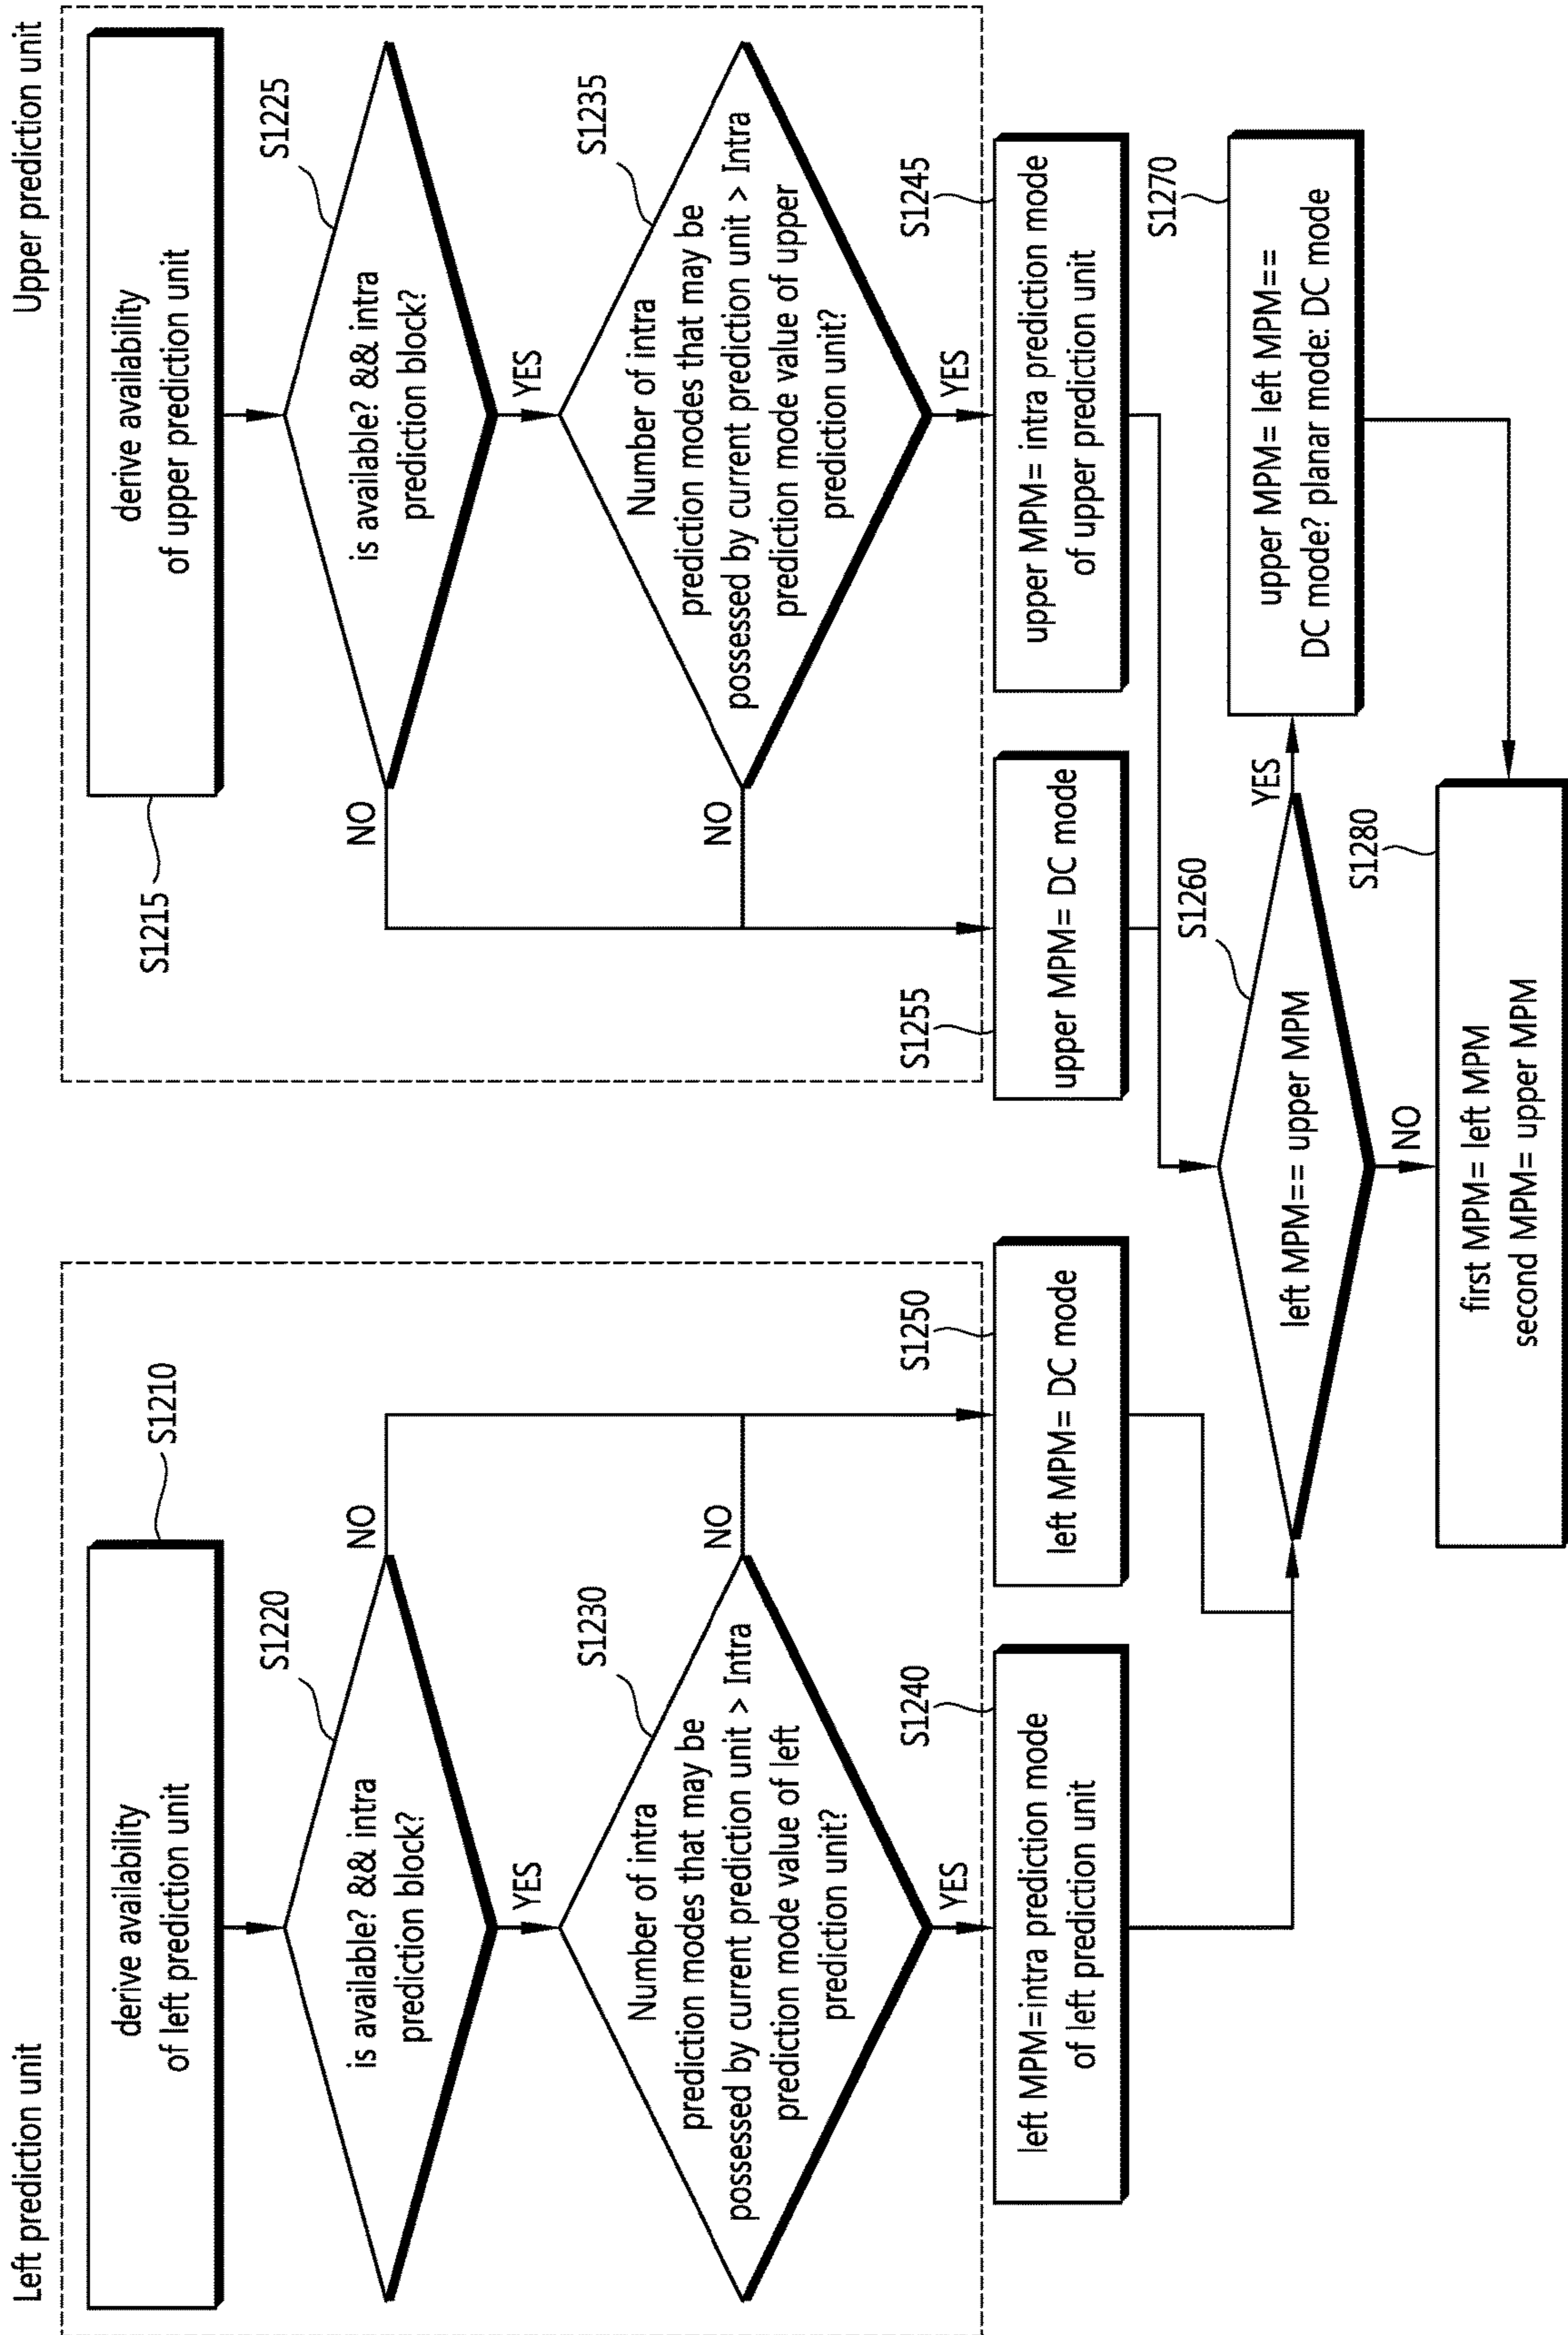 Left prediction unit
derive availability
of left prediction unit
S1210
is available? && intra
prediction block?
S1220
NO
YES
Number of intra
prediction modes that may be
possessed by current prediction unit > Intra
prediction mode value of left
prediction unit?
S1230
NO
YES
left MPM=intra prediction mode
of left prediction unit
S1240
left MPM= DC mode
S1250
Upper prediction unit
derive availability
of upper prediction unit
S1215
is available? && intra
prediction block?
S1225
NO
YES
Number of intra
prediction modes that may be
possessed by current prediction unit > Intra
prediction mode value of upper
prediction unit?
S1235
NO
YES
upper MPM= DC mode
S1255
upper MPM= intra prediction mode
of upper prediction unit
S1245
left MPM== upper MPM
S1260
YES
NO
upper MPM= left MPM==
DC mode? planar mode: DC mode
S1270
first MPM= left MPM
second MPM= upper MPM
S1280